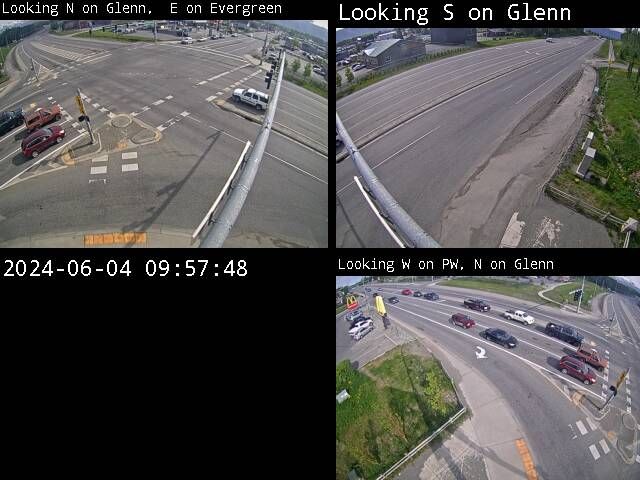 Looking N on Glenn,  E on Evergreen
Looking S on Glenn
2024-06-04 09:57:48
Looking W on PW, N on Glenn